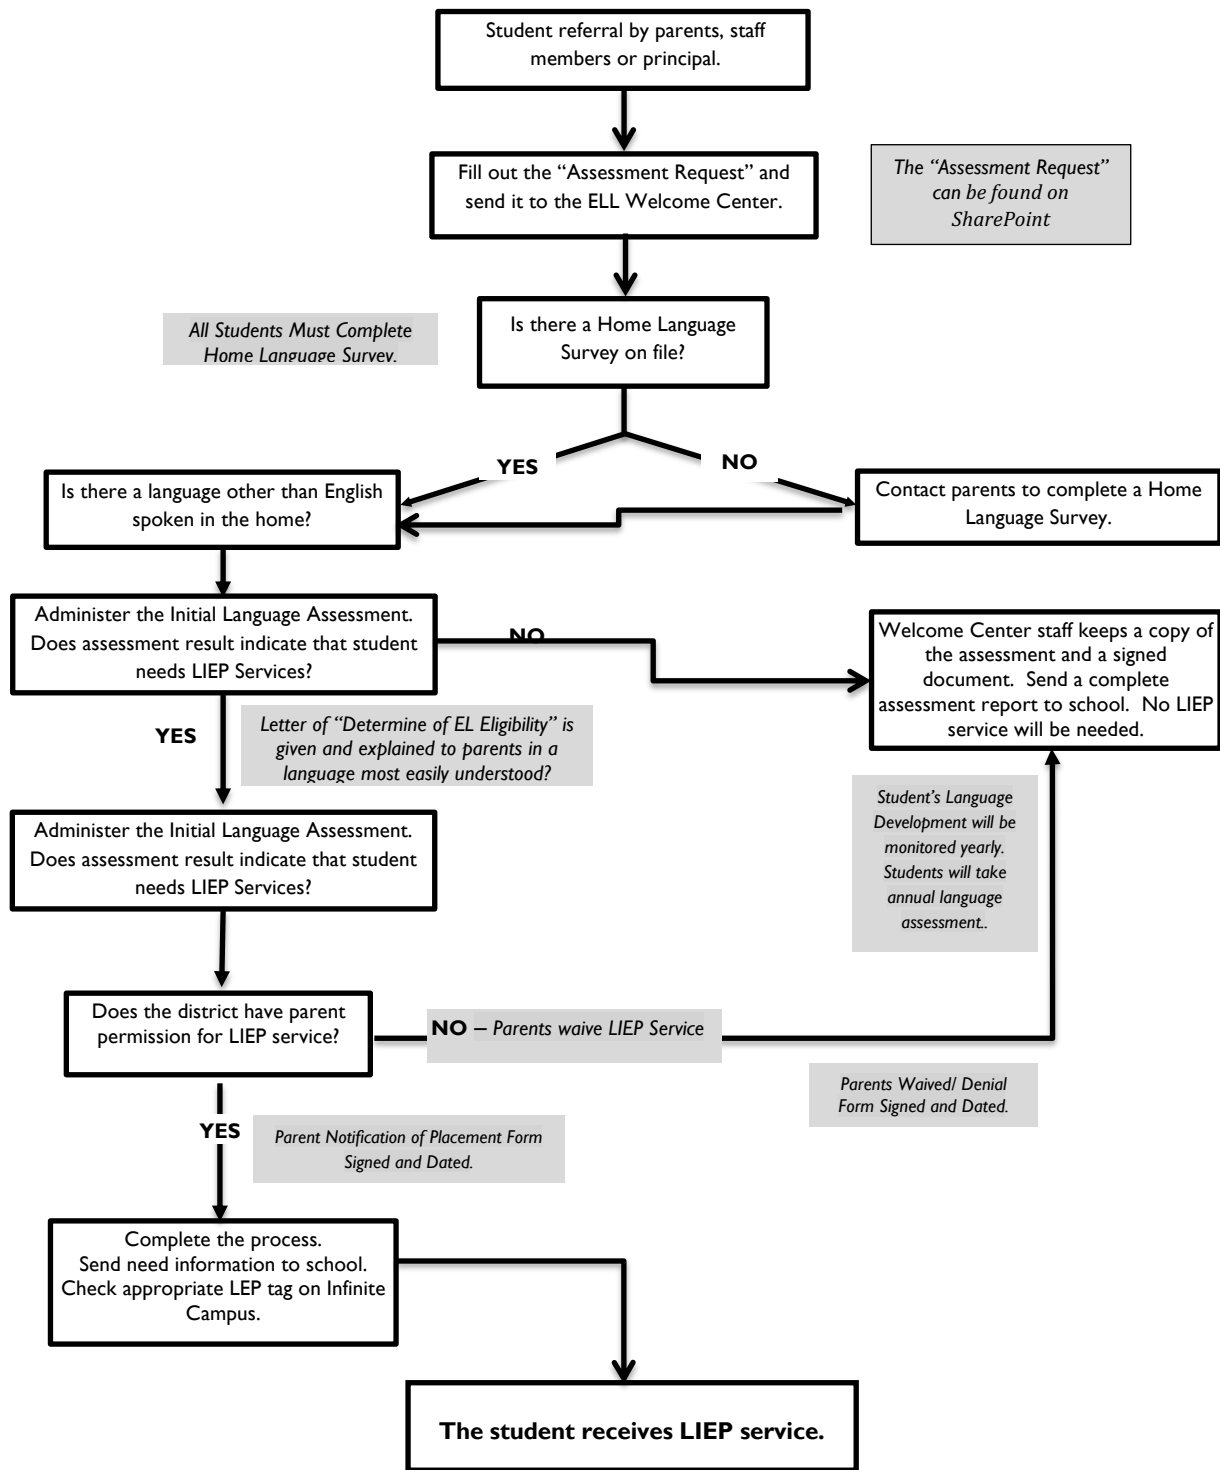 Student referral by parents, staff
members or principal.
Fill out the “Assessment Request” and
send it to the ELL Welcome Center.
The “Assessment Request”
can be found on
SharePoint
Is there a Home Language
Survey on file?
All Students Must Complete
Home Language Survey.
YES
NO
Is there a language other than English
spoken in the home?
Contact parents to complete a Home
Language Survey.
Administer the Initial Language Assessment.
Does assessment result indicate that student
needs LIEP Services?
NO
Welcome Center staff keeps a copy of
the assessment and a signed
document. Send a complete
assessment report to school. No LIEP
service will be needed.
YES
Letter of “Determine of EL Eligibility” is
given and explained to parents in a
language most easily understood?
Administer the Initial Language Assessment.
Does assessment result indicate that student
needs LIEP Services?
Student’s Language
Development will be
monitored yearly.
Students will take
annual language
assessment..
Does the district have parent
permission for LIEP service?
NO – Parents waive LIEP Service
Parents Waived/ Denial
Form Signed and Dated.
YES
Parent Notification of Placement Form
Signed and Dated.
Complete the process.
Send need information to school.
Check appropriate LEP tag on Infinite
Campus.
The student receives LIEP service.